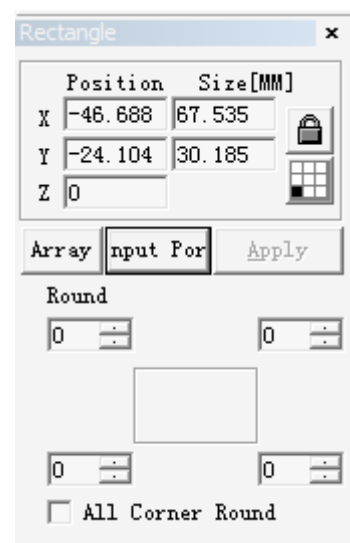 Rectangle x
Position Size[MM]
X -46.688 67.535
Y -24.104 30.185
Z 0
Array nput Por Apply
Round
0 0
0 0
All Corner Round